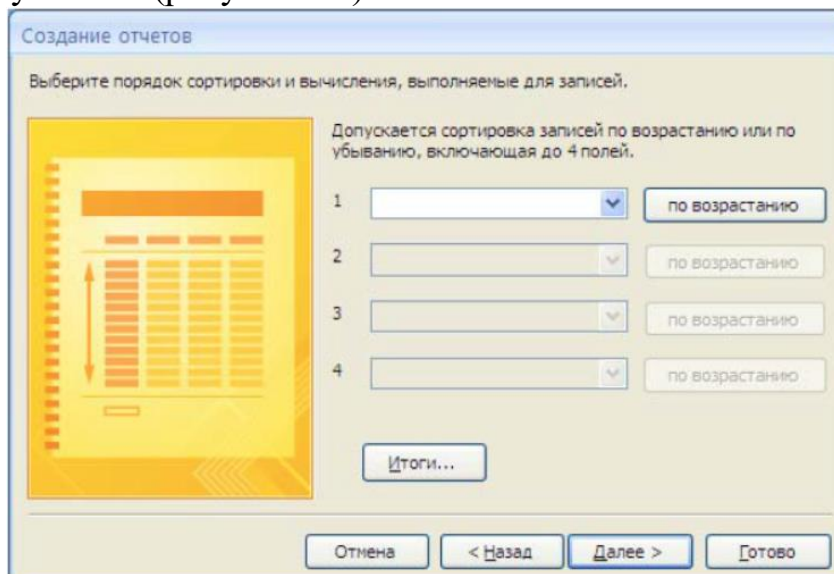 Создание отчетов
Выберите порядок сортировки и вычисления, выполняемые для записей.
Допускается сортировка записей по возрастанию или по
убыванию, включающая до 4 полей.
1 по возрастанию
2 по возрастанию
3 по возрастанию
4 по возрастанию
Итоги...
Отмена < Назад Далее > Готово